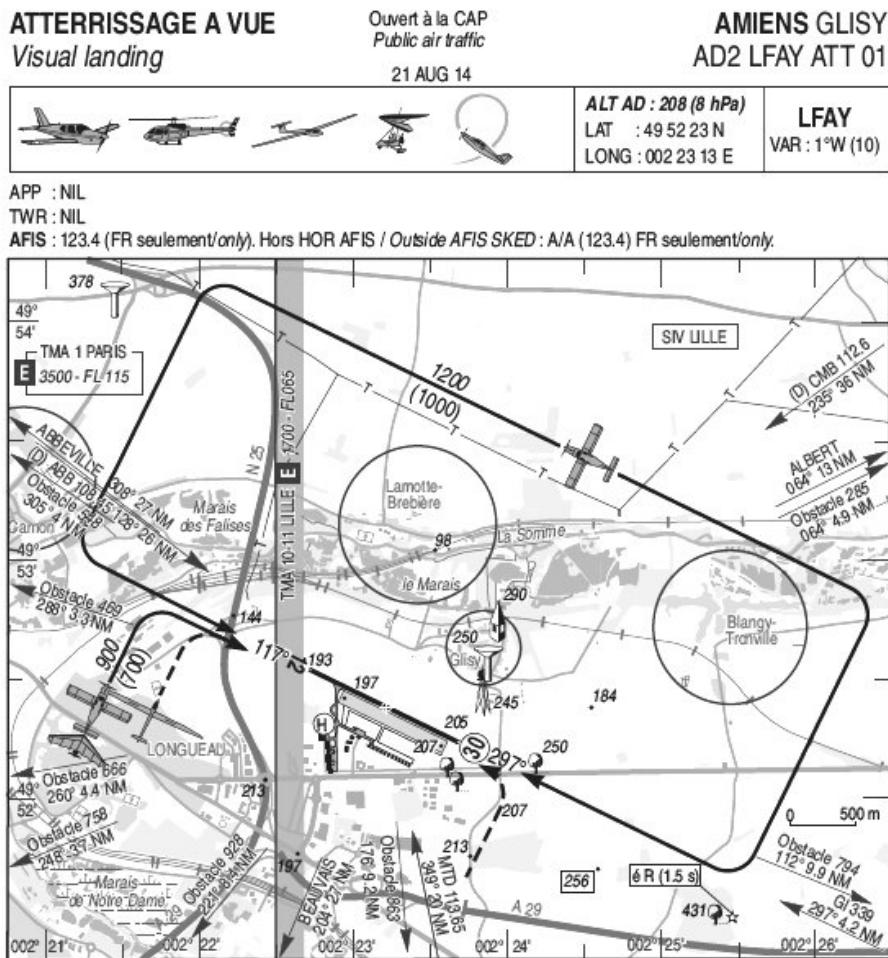 ATTERRISSAGE A VUE
Visual landing
Ouvert à la CAP
Public air traffic
21 AUG 14
AMIENS GLISY
AD2 LFAY ATT 01
ALT AD : 208 (8 hPa)
LAT : 49 52 23 N
LONG : 002 23 13 E
LFAY
VAR : 1°W (10)
APP : NIL
TWR : NIL
AFIS : 123.4 (FR seulement/only). Hors HOR AFIS / Outside AFIS SKED : A/A (123.4) FR seulement/only.
378
49°
54'
TMA 1 PARIS
E 3500 - FL 115
N 25
TMA 10-11 LILLE E 1700 - FL065
1200
(1000)
SIV LILLE
(D) CMB 112.6
235° 36 NM
ALBERT
064° 13 NM
Obstacle 285
064° 4.9 NM
ABBEVILLE
308° 27 NM
(D) ABB 108.45 128° 26 NM
305° 1 NM
Camon
Marais
des Falises
Lamotte-
Brebière
La Somme
98
le Marais
49°
53'
Obstacle 469
288° 3.3 NM
144
117°
193
290
250
Glisy
245
Blangy-
Tronville
184
900
(700)
197
205
207
H
30
297°
250
LONGUEAU
Obstacle 666
260° 4.4 NM
213
49°
52'
Obstacle 758
248° 3.7 NM
207
0 500 m
Obstacle 928
221° 8.4 NM
197
BEAUVAIS
204° 27 NM
Obstacle 863
176° 9.2 NM
MTD 113.65
349° 20 NM
213
256
é R (1.5 s)
431
Obstacle 794
112° 9.9 NM
GI 339
297° 4.2 NM
Marais
de Notre Dame
A 29
A 29
002° 21'
002° 22'
002° 23'
002° 24'
002° 25'
002° 26'